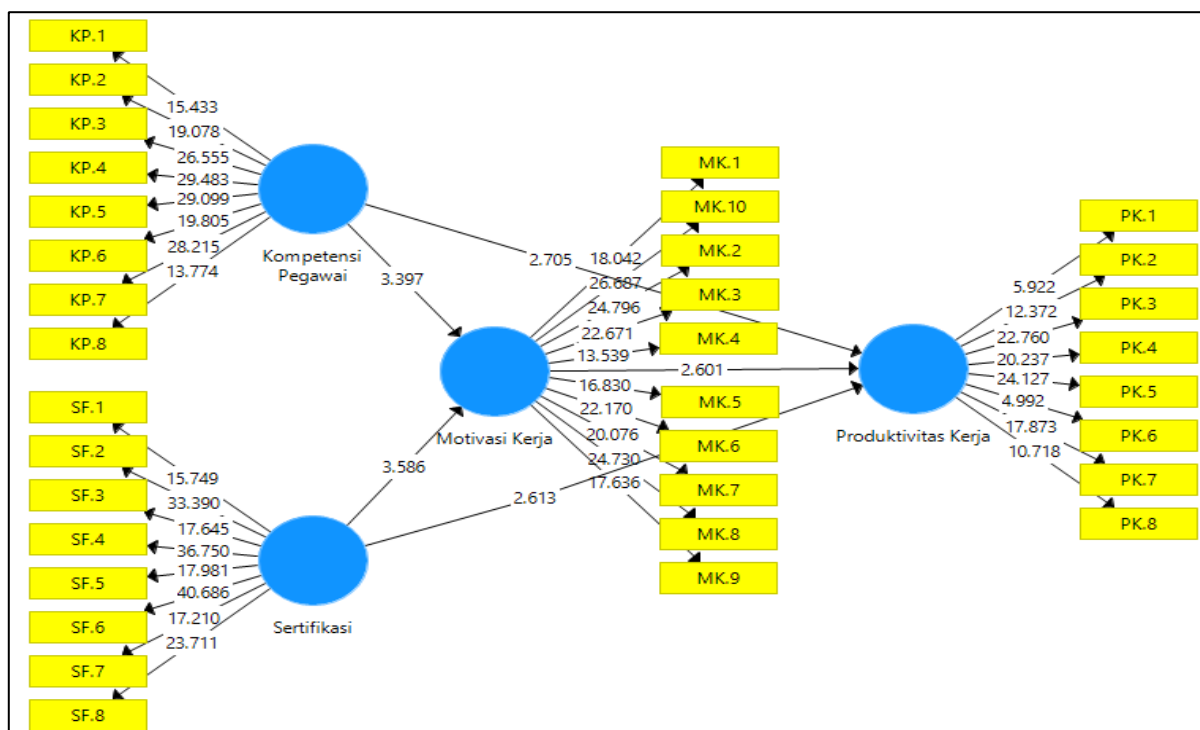 KP.1
KP.2
KP.3
KP.4
KP.5
KP.6
KP.7
KP.8
15.433
19.078
26.555
29.483
29.099
19.805
28.215
13.774
Kompetensi
Pegawai
SF.1
SF.2
SF.3
SF.4
SF.5
SF.6
SF.7
SF.8
15.749
33.390
17.645
36.750
17.981
40.686
17.210
23.711
Sertifikasi
3.397
3.586
2.705
2.601
2.613
Motivasi Kerja
18.042
26.687
24.796
22.671
13.539
16.830
22.170
20.076
24.730
17.636
MK.1
MK.10
MK.2
MK.3
MK.4
MK.5
MK.6
MK.7
MK.8
MK.9
Produktivitas Kerja
5.922
12.372
22.760
20.237
24.127
4.992
17.873
10.718
PK.1
PK.2
PK.3
PK.4
PK.5
PK.6
PK.7
PK.8